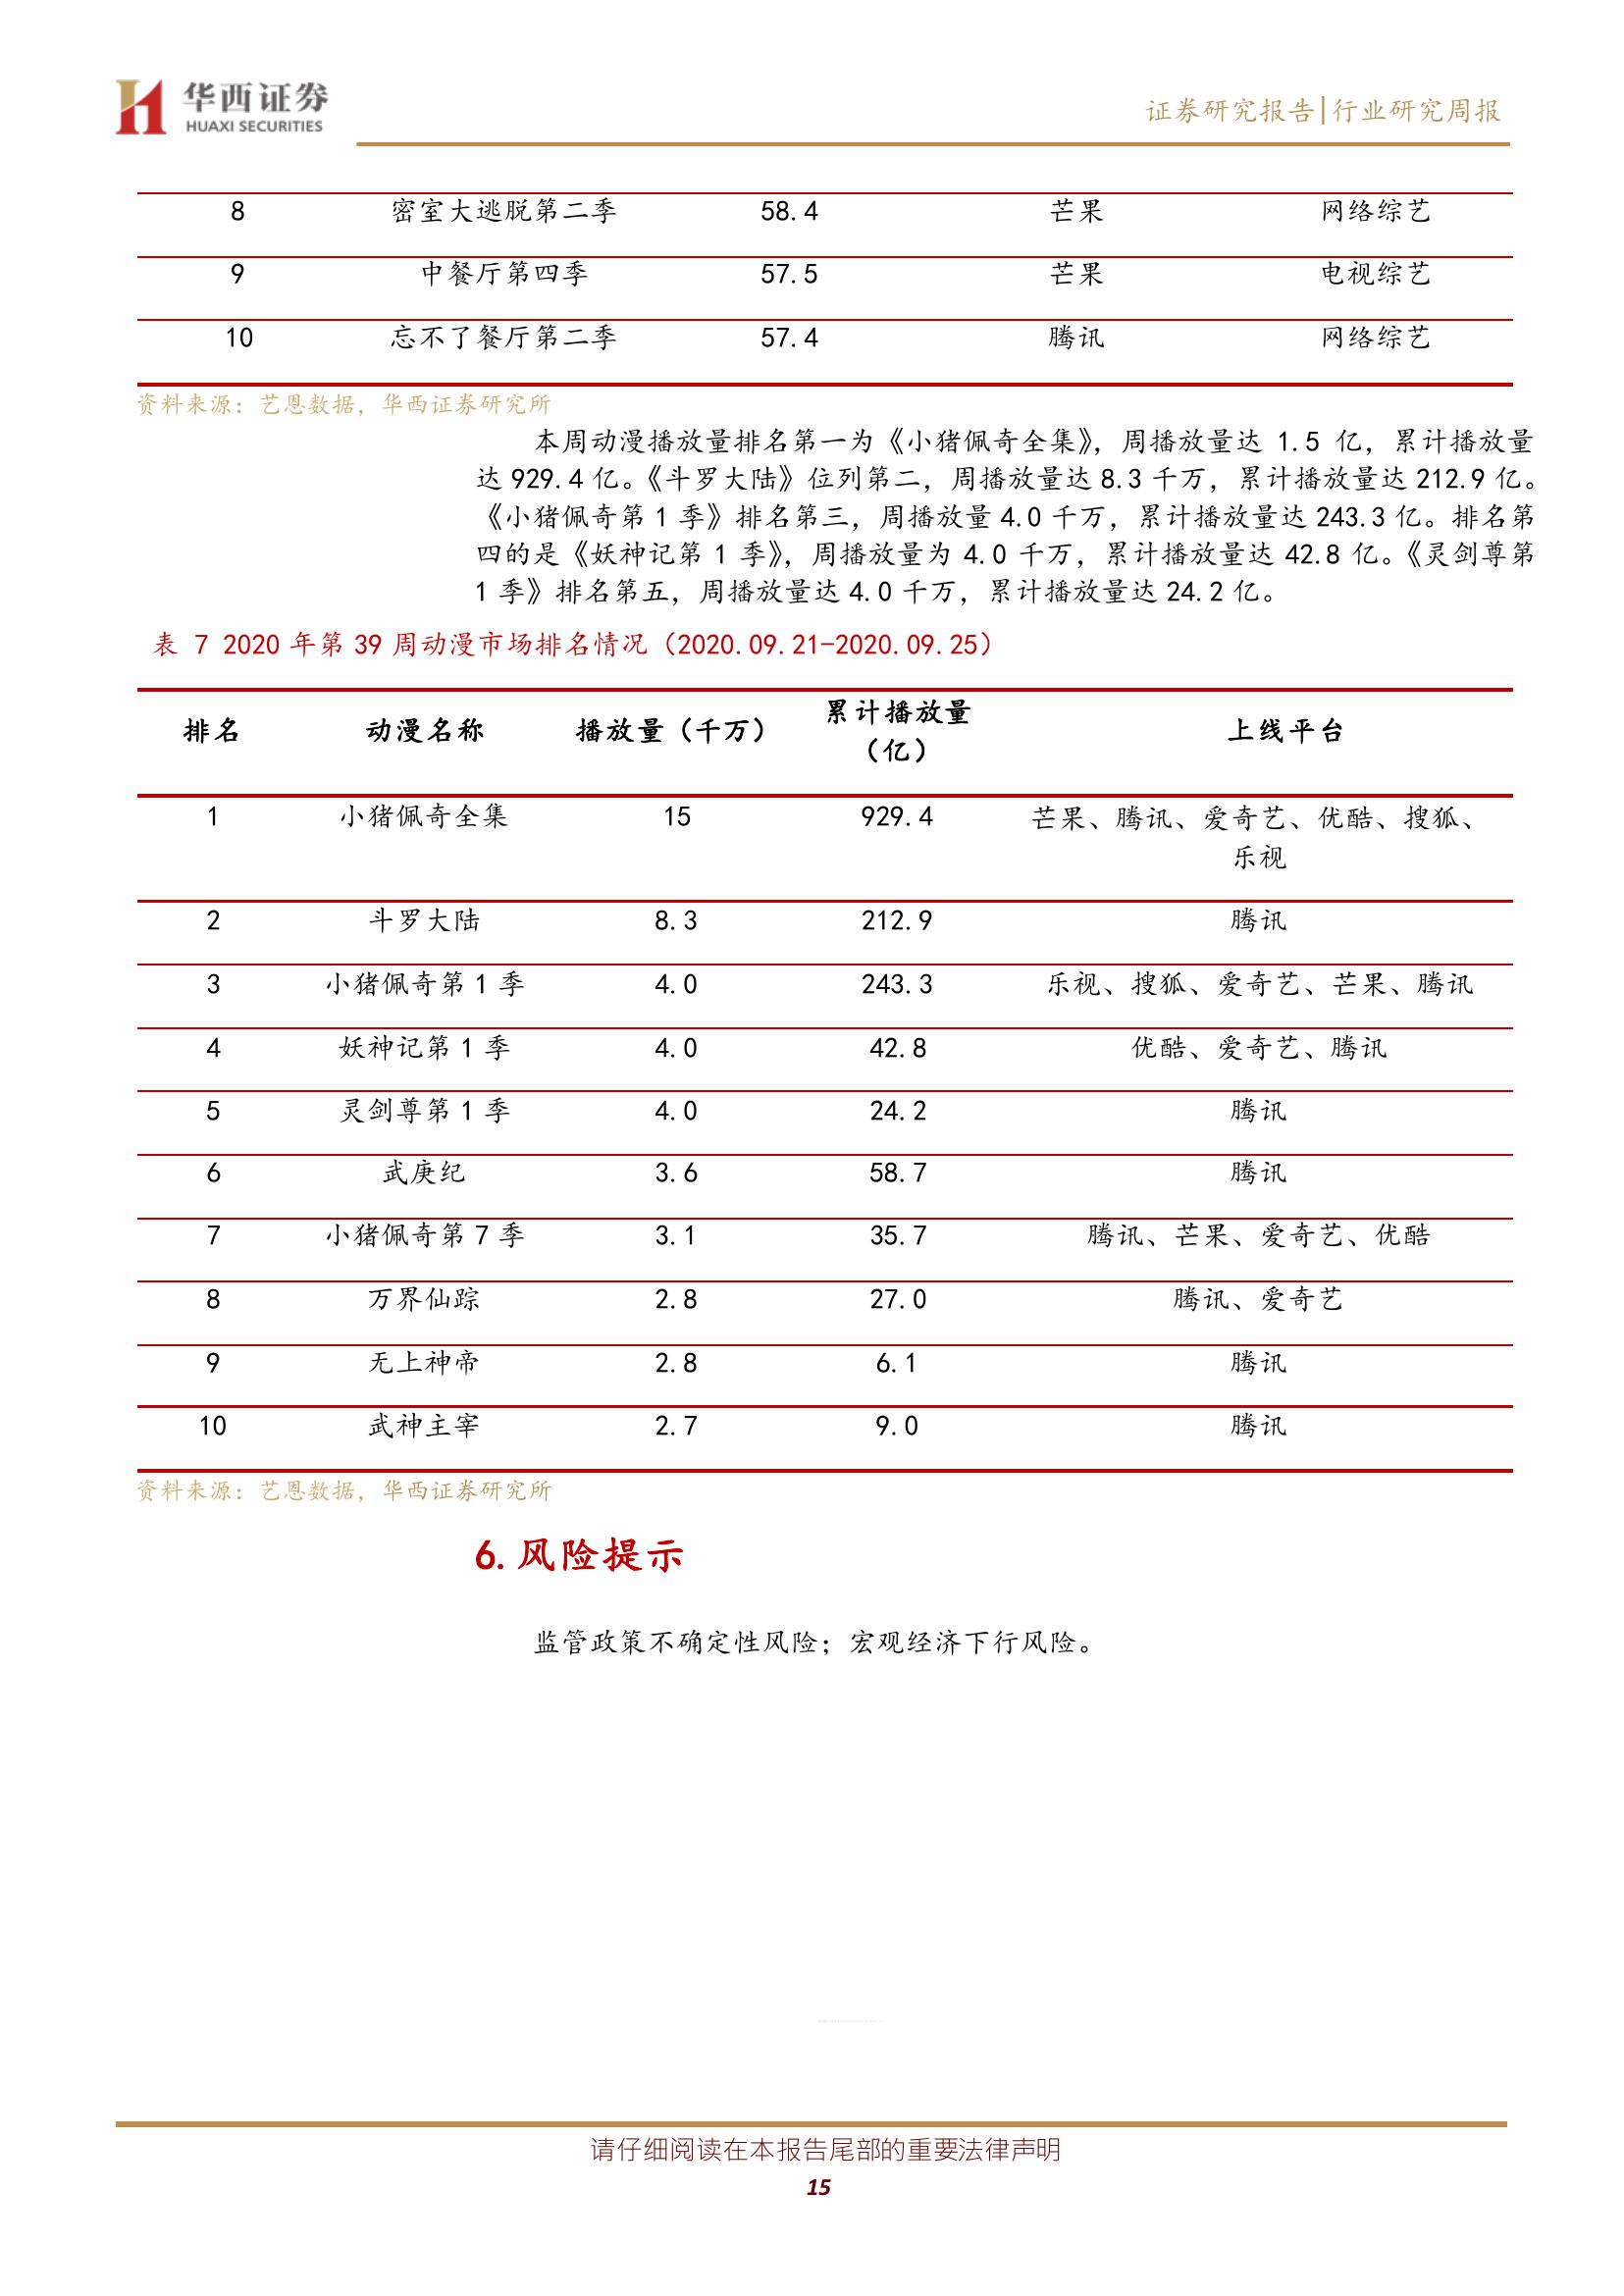 华西证券
HUAXI SECURITIES
证券研究报告|行业研究周报
8 密室大逃脱第二季 58.4 芒果 网络综艺
9 中餐厅第四季 57.5 芒果 电视综艺
10 忘不了餐厅第二季 57.4 腾讯 网络综艺
资料来源：艺恩数据，华西证券研究所
本周动漫播放量排名第一为《小猪佩奇全集》，周播放量达 1.5 亿，累计播放量
达 929.4 亿。《斗罗大陆》位列第二，周播放量达 8.3 千万，累计播放量达 212.9 亿。
《小猪佩奇第 1 季》排名第三，周播放量 4.0 千万，累计播放量达 243.3 亿。排名第
四的是《妖神记第 1 季》，周播放量为 4.0 千万，累计播放量达 42.8 亿。《灵剑尊第
1 季》排名第五，周播放量达 4.0 千万，累计播放量达 24.2 亿。
表 7 2020 年第 39 周动漫市场排名情况（2020.09.21-2020.09.25）
排名 动漫名称 播放量（千万） 累计播放量
（亿） 上线平台
1 小猪佩奇全集 15 929.4 芒果、腾讯、爱奇艺、优酷、搜狐、
乐视
2 斗罗大陆 8.3 212.9 腾讯
3 小猪佩奇第 1 季 4.0 243.3 乐视、搜狐、爱奇艺、芒果、腾讯
4 妖神记第 1 季 4.0 42.8 优酷、爱奇艺、腾讯
5 灵剑尊第 1 季 4.0 24.2 腾讯
6 武庚纪 3.6 58.7 腾讯
7 小猪佩奇第 7 季 3.1 35.7 腾讯、芒果、爱奇艺、优酷
8 万界仙踪 2.8 27.0 腾讯、爱奇艺
9 无上神帝 2.8 6.1 腾讯
10 武神主宰 2.7 9.0 腾讯
资料来源：艺恩数据，华西证券研究所
6.风险提示
监管政策不确定性风险；宏观经济下行风险。
请仔细阅读在本报告尾部的重要法律声明
15